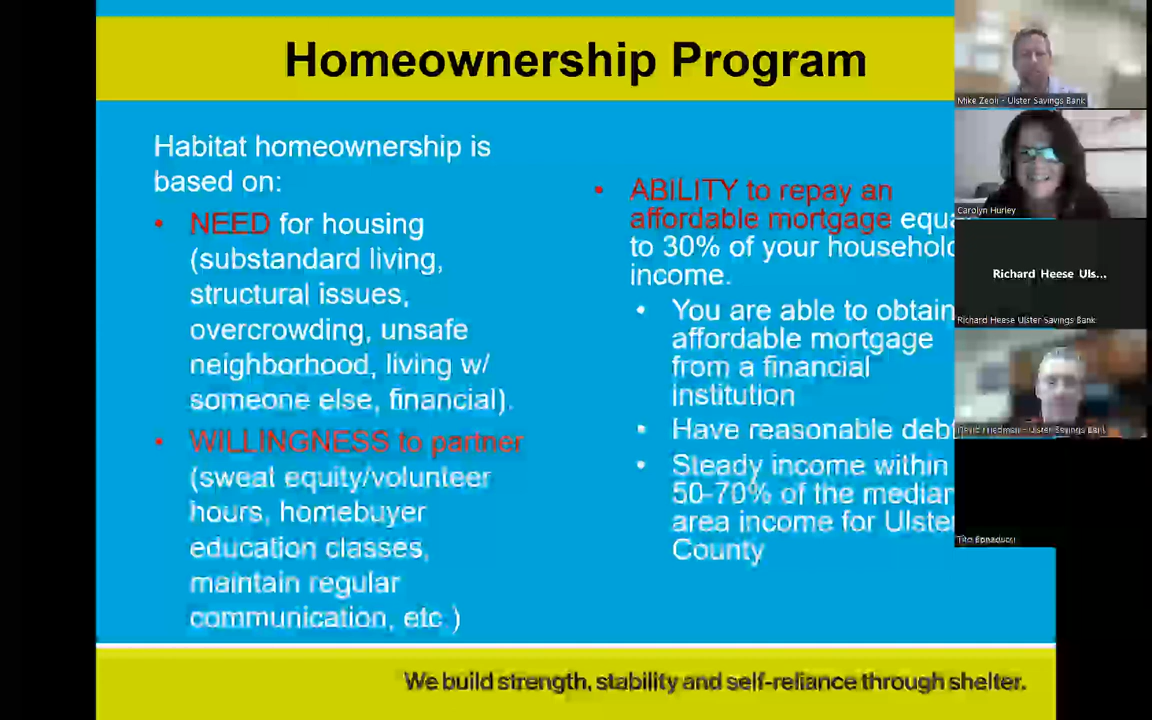 Homeownership Program
Habitat homeownership is
based on:
• NEED for housing
(substandard living,
structural issues,
overcrowding, unsafe
neighborhood, living w/
someone else, financial).
• WILLINGNESS to partner
(sweat equity/volunteer
hours, homebuyer
education classes,
maintain regular
communication, etc )
• ABILITY to repay an
affordable mortgage equa
to 30% of your household
income.
• You are able to obtain
affordable mortgage
from a financial
institution
• Have reasonable deb
• Steady income within
50-70% of the median
area income for Ulster
County
We build strength, stability and self-reliance through shelter.
Mike Zeoli - Ulster Savings Bank
Carolyn Hurley
Richard Heese Uls...
Richard Heese Ulster Savings Bank
David Friedman - Ulster Savings Bank
Tito